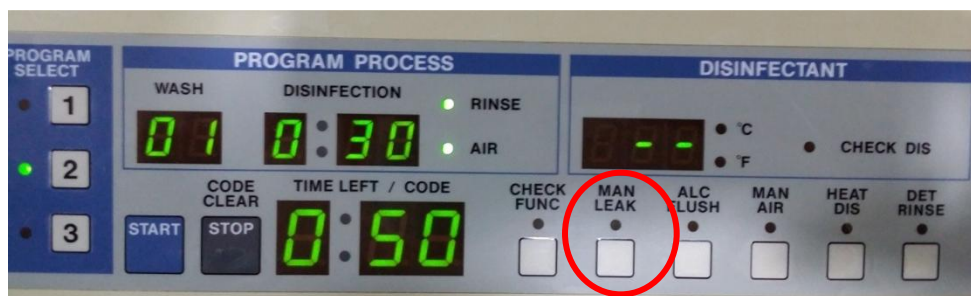 PROGRAM
SELECT
1
2
3
PROGRAM PROCESS
WASH
01
DISINFECTION
0:30
RINSE
AIR
DISINFECTANT
--
°C
°F
CHECK DIS
START
CODE
CLEAR
STOP
TIME LEFT / CODE
0:50
CHECK
FUNC
MAN
LEAK
ALC
FLUSH
MAN
AIR
HEAT
DIS
DET
RINSE